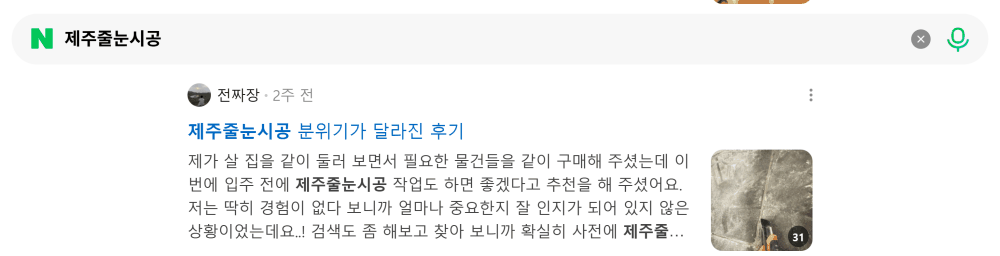 N 제주줄눈시공
전짜장 · 2주 전
제주줄눈시공 분위기가 달라진 후기
제가 살 집을 같이 둘러 보면서 필요한 물건들을 같이 구매해 주셨는데 이
번에 입주 전에 제주줄눈시공 작업도 하면 좋겠다고 추천을 해 주셨어요.
저는 딱히 경험이 없다 보니까 얼마나 중요한지 잘 인지가 되어 있지 않은
상황이었는데요..! 검색도 좀 해보고 찾아 보니까 확실히 사전에 제주줄...
31